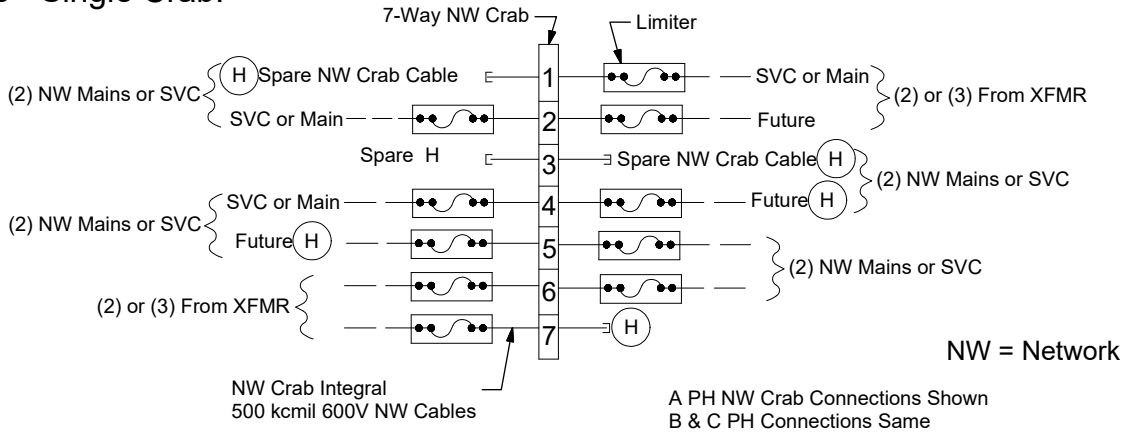 Single Crab:
7-Way NW Crab
Limiter
(2) NW Mains or SVC
H Spare NW Crab Cable
1
SVC or Main
(2) or (3) From XFMR
SVC or Main
2
Future
Spare H
3
Spare NW Crab Cable H
(2) NW Mains or SVC
(2) NW Mains or SVC
SVC or Main
4
Future H
Future H
5
(2) NW Mains or SVC
(2) or (3) From XFMR
6
7
H
NW = Network
NW Crab Integral
500 kcmil 600V NW Cables
A PH NW Crab Connections Shown
B & C PH Connections Same